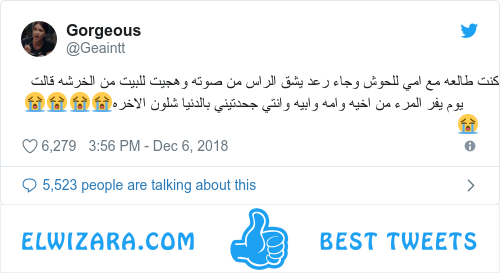 Gorgeous
@Geaintt
كنت طالعه مع امي للحوش وجاء رعد يشق الراس من صوته وهجيت للبيت من الخرشه قالت
يوم يفر المرء من اخيه وامه وابيه وانتي جحدتيني بالدنيا شلون الاخره😭😭😭😭
😭
6,279 3:56 PM - Dec 6, 2018
5,523 people are talking about this
ELWIZARA.COM BEST TWEETS